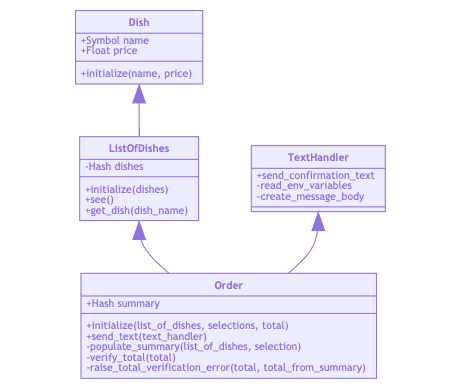 Dish
+Symbol name
+Float price
+initialize(name, price)
ListOfDishes
-Hash dishes
+initialize(dishes)
+see()
+get_dish(dish_name)
TextHandler
+send_confirmation_text
-read_env_variables
-create_message_body
Order
+Hash summary
+initialize(list_of_dishes, selections, total)
+send_text(text_handler)
-populate_summary(list_of_dishes, selection)
-verify_total(total)
-raise_total_verification_error(total, total_from_summary)